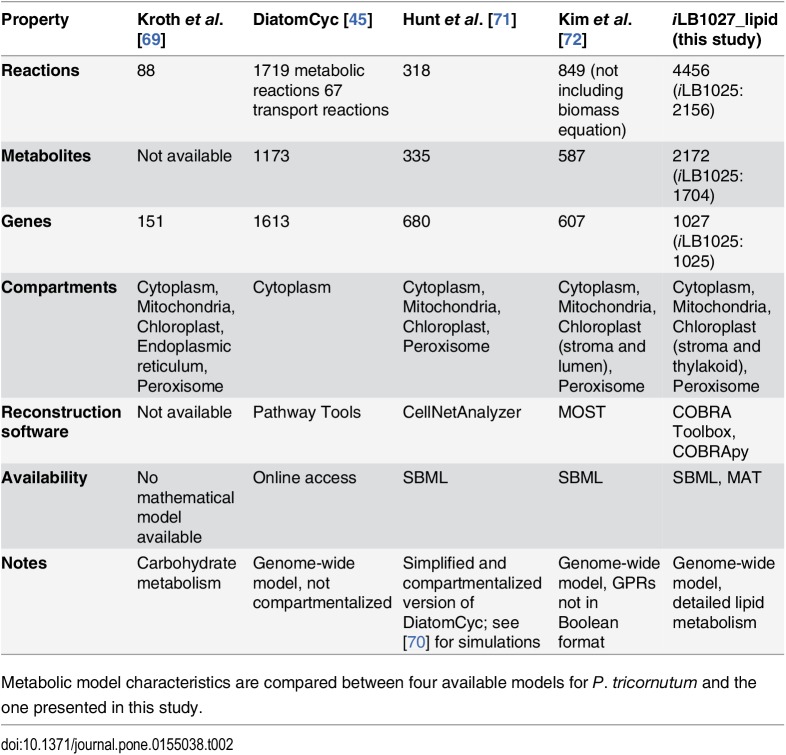 Property
Kroth et al. [69]
DiatomCyc [45]
Hunt et al. [71]
Kim et al. [72]
iLB1027_lipid (this study)
Reactions
88
1719 metabolic reactions 67 transport reactions
318
849 (not including biomass equation)
4456 (iLB1025: 2156)
Metabolites
Not available
1173
335
587
2172 (iLB1025: 1704)
Genes
151
1613
680
607
1027 (iLB1025: 1025)
Compartments
Cytoplasm, Mitochondria, Chloroplast, Endoplasmic reticulum, Peroxisome
Cytoplasm
Cytoplasm, Mitochondria, Chloroplast, Peroxisome
Cytoplasm, Mitochondria, Chloroplast (stroma and lumen), Peroxisome
Cytoplasm, Mitochondria, Chloroplast (stroma and thylakoid), Peroxisome
Reconstruction software
Not available
Pathway Tools
CellNetAnalyzer
MOST
COBRA Toolbox, COBRApy
Availability
No mathematical model available
Online access
SBML
SBML
SBML, MAT
Notes
Carbohydrate metabolism
Genome-wide model, not compartmentalized
Simplified and compartmentalized version of DiatomCyc; see [70] for simulations
Genome-wide model, GPRs not in Boolean format
Genome-wide model, detailed lipid metabolism
Metabolic model characteristics are compared between four available models for P. tricornutum and the
one presented in this study.
doi:10.1371/journal.pone.0155038.t002